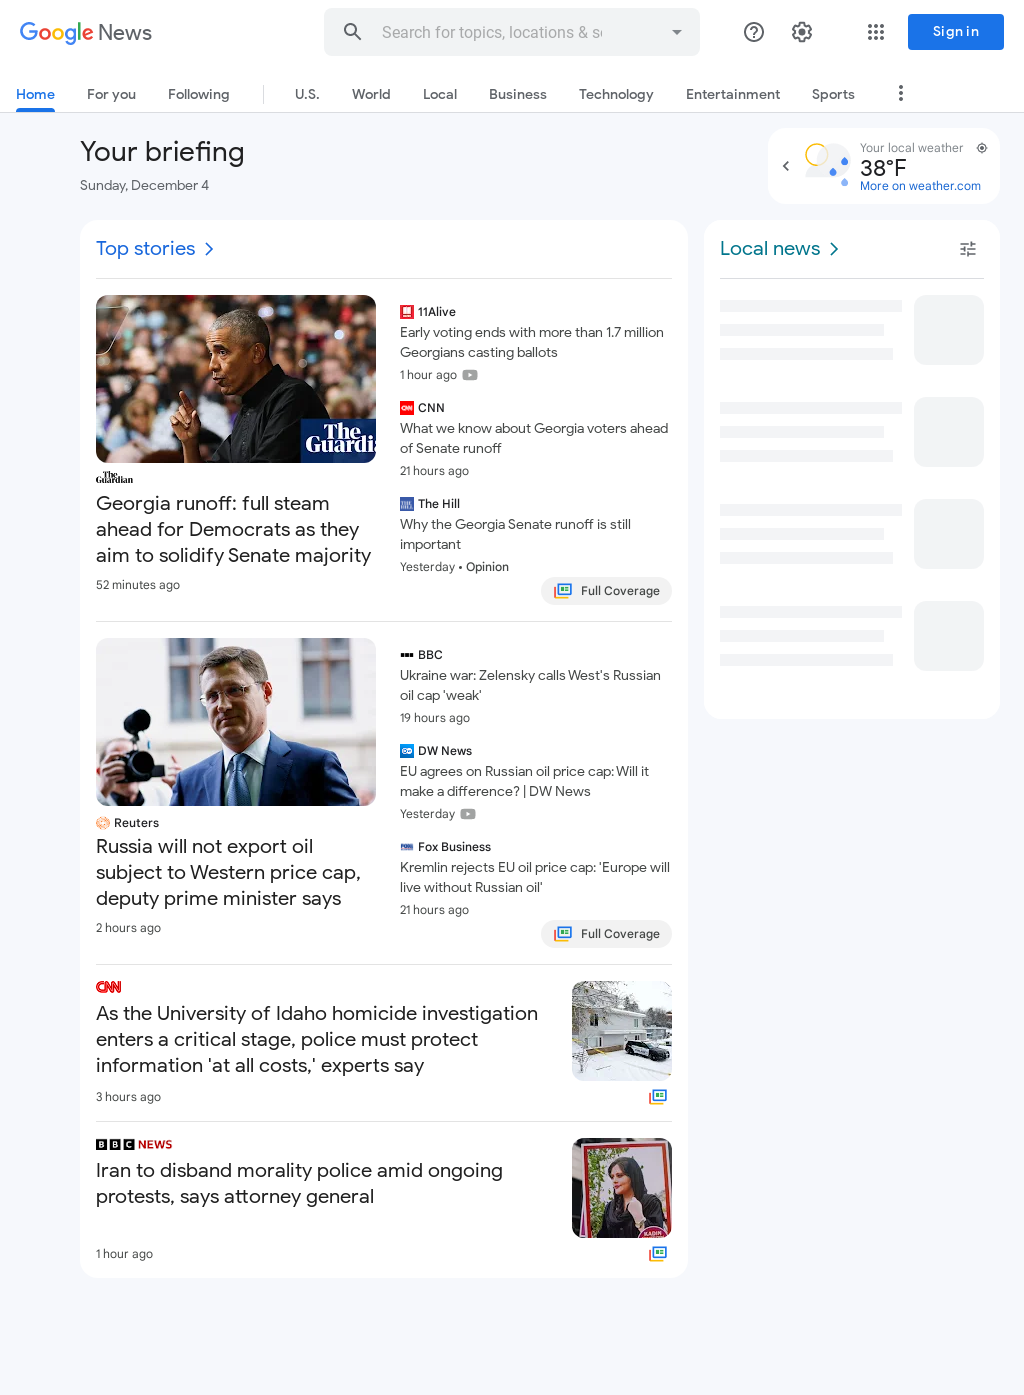 Google News
Search for topics, locations & so
Sign in
Home
For you
Following
U.S.
World
Local
Business
Technology
Entertainment
Sports
Your briefing
Sunday, December 4
Your local weather
38°F
More on weather.com
Top stories
The
Guardia
The
Guardian
Georgia runoff: full steam
ahead for Democrats as they
aim to solidify Senate majority
52 minutes ago
11Alive
Early voting ends with more than 1.7 million
Georgians casting ballots
1 hour ago
CNN
CNN
What we know about Georgia voters ahead
of Senate runoff
21 hours ago
THE HILL
The Hill
Why the Georgia Senate runoff is still
important
Yesterday • Opinion
Full Coverage
Reuters
Russia will not export oil
subject to Western price cap,
deputy prime minister says
2 hours ago
BBC
Ukraine war: Zelensky calls West's Russian
oil cap 'weak'
19 hours ago
DW News
EU agrees on Russian oil price cap: Will it
make a difference? | DW News
Yesterday
Fox Business
Kremlin rejects EU oil price cap: 'Europe will
live without Russian oil'
21 hours ago
Full Coverage
CNN
As the University of Idaho homicide investigation
enters a critical stage, police must protect
information 'at all costs,' experts say
3 hours ago
BBC NEWS
Iran to disband morality police amid ongoing
protests, says attorney general
KADIN
1 hour ago
Local news